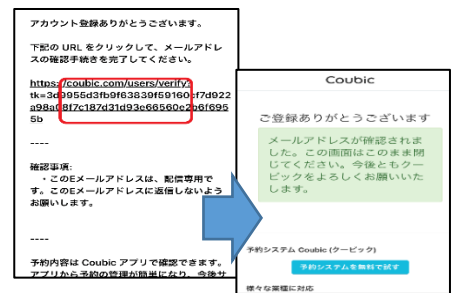 アカウント登録ありがとうございます。
下記の URL をクリックして、メールアドレ
スの確認手続きを完了してください。
https://coubic.com/users/verify?
tk=3d9955d3fb9f63839f59160cf7d922
a98a08f7c187d31d93e66560e2b6f695
5b
----
確認事項:
・このEメールアドレスは、配信専用で
す。このEメールアドレスに返信しないよう
お願いします。
----
予約内容は Coubic アプリで確認できます。
アプリから予約の管理が簡単になり、今後サ
Coubic
ご登録ありがとうございます
メールアドレスが確認されま
した。この画面はこのまま閉
じてください。今後ともクー
ビックをよろしくお願いいた
します。
予約システム Coubic (クービック)
予約システムを無料で試す
様々な業種に対応